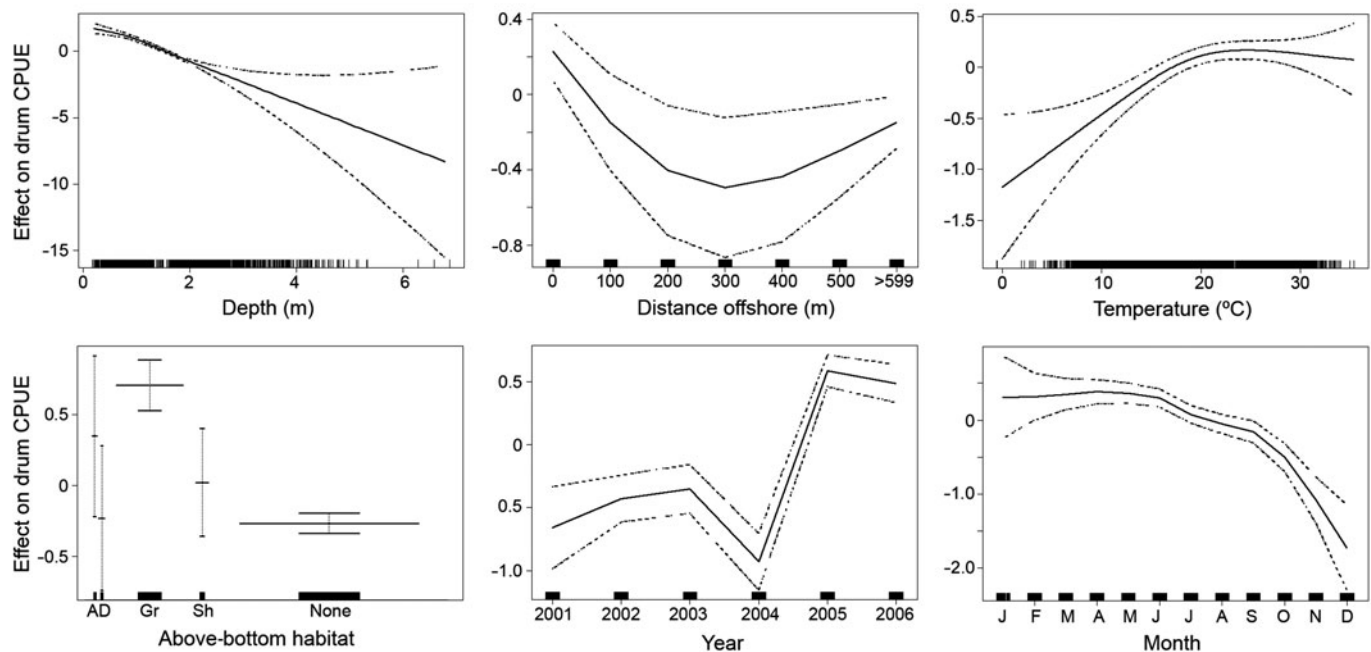 Effect on drum CPUE
0
-5
-10
-15
0 2 4 6
Depth (m)
0.4
0
-0.4
-0.8
0 100 200 300 400 500 >599
Distance offshore (m)
0.5
0
-0.5
-1.0
-1.5
0 10 20 30
Temperature (ºC)
Effect on drum CPUE
0.5
0
-0.5
AD Gr Sh None
Above-bottom habitat
0.5
0
0.5
-1.0
2001 2002 2003 2004 2005 2006
Year
1.0
0
-1.0
-2.0
J F M A M J J A S O N D
Month